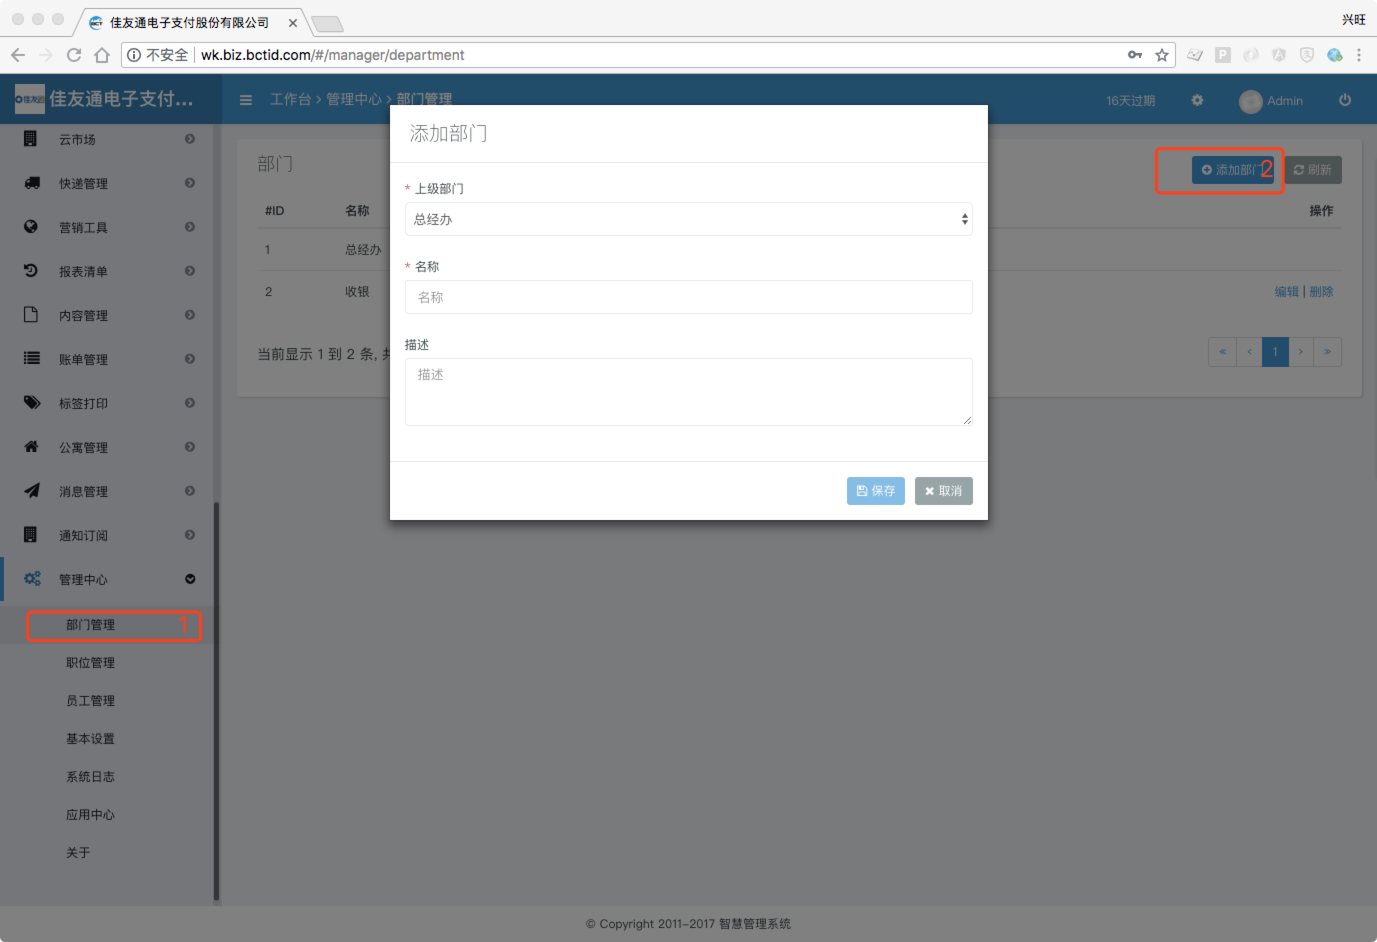 佳友通电子支付股份有限公司
兴旺
不安全 wk.biz.bctid.com/#/manager/department
佳友通电子支付...
工作台 > 管理中心 > 部门管理
16天过期
Admin
云市场
快递管理
营销工具
报表清单
内容管理
账单管理
标签打印
公寓管理
消息管理
通知订阅
管理中心
部门管理 1
职位管理
员工管理
基本设置
系统日志
应用中心
关于
部门
添加部门 2
刷新
#ID 名称 操作
1 总经办
2 收银 编辑 | 删除
当前显示 1 到 2 条,
« ‹ 1 › »
添加部门
* 上级部门
总经办
* 名称
名称
描述
描述
保存
取消
© Copyright 2011-2017 智慧管理系统